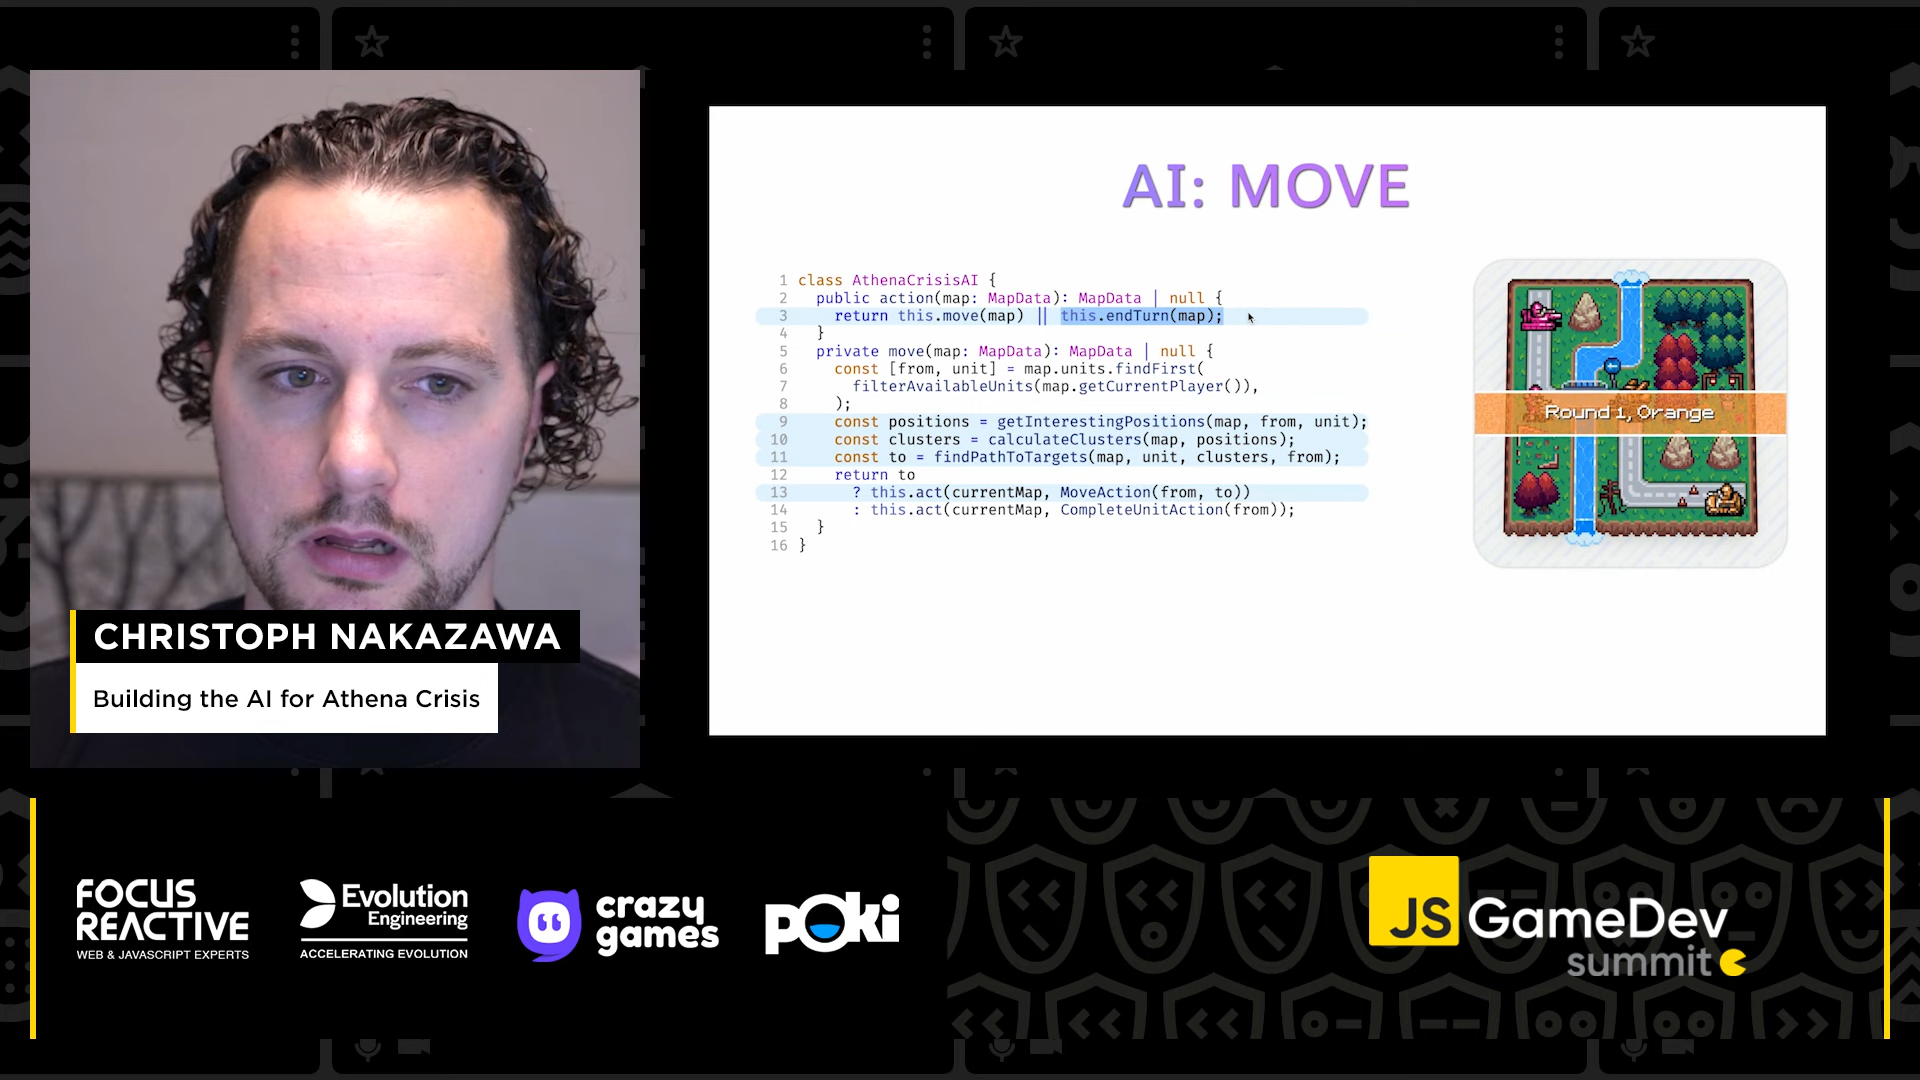 AI: MOVE
1 class AthenaCrisisAI {
2 public action(map: MapData): MapData | null {
3 return this.move(map) || this.endTurn(map);
4 }
5 private move(map: MapData): MapData | null {
6 const [from, unit] = map.units.findFirst(
7 filterAvailableUnits(map.getCurrentPlayer()),
8 );
9 const positions = getInterestingPositions(map, from, unit);
10 const clusters = calculateClusters(map, positions);
11 const to = findPathToTargets(map, unit, clusters, from);
12 return to
13 ? this.act(currentMap, MoveAction(from, to))
14 : this.act(currentMap, CompleteUnitAction(from));
15 }
16 }
Round 1, Orange
CHRISTOPH NAKAZAWA
Building the AI for Athena Crisis
FOCUS
REACTIVE
WEB & JAVASCRIPT EXPERTS
Evolution
Engineering
ACCELERATING EVOLUTION
crazy
games
poki
JS GameDev
summit